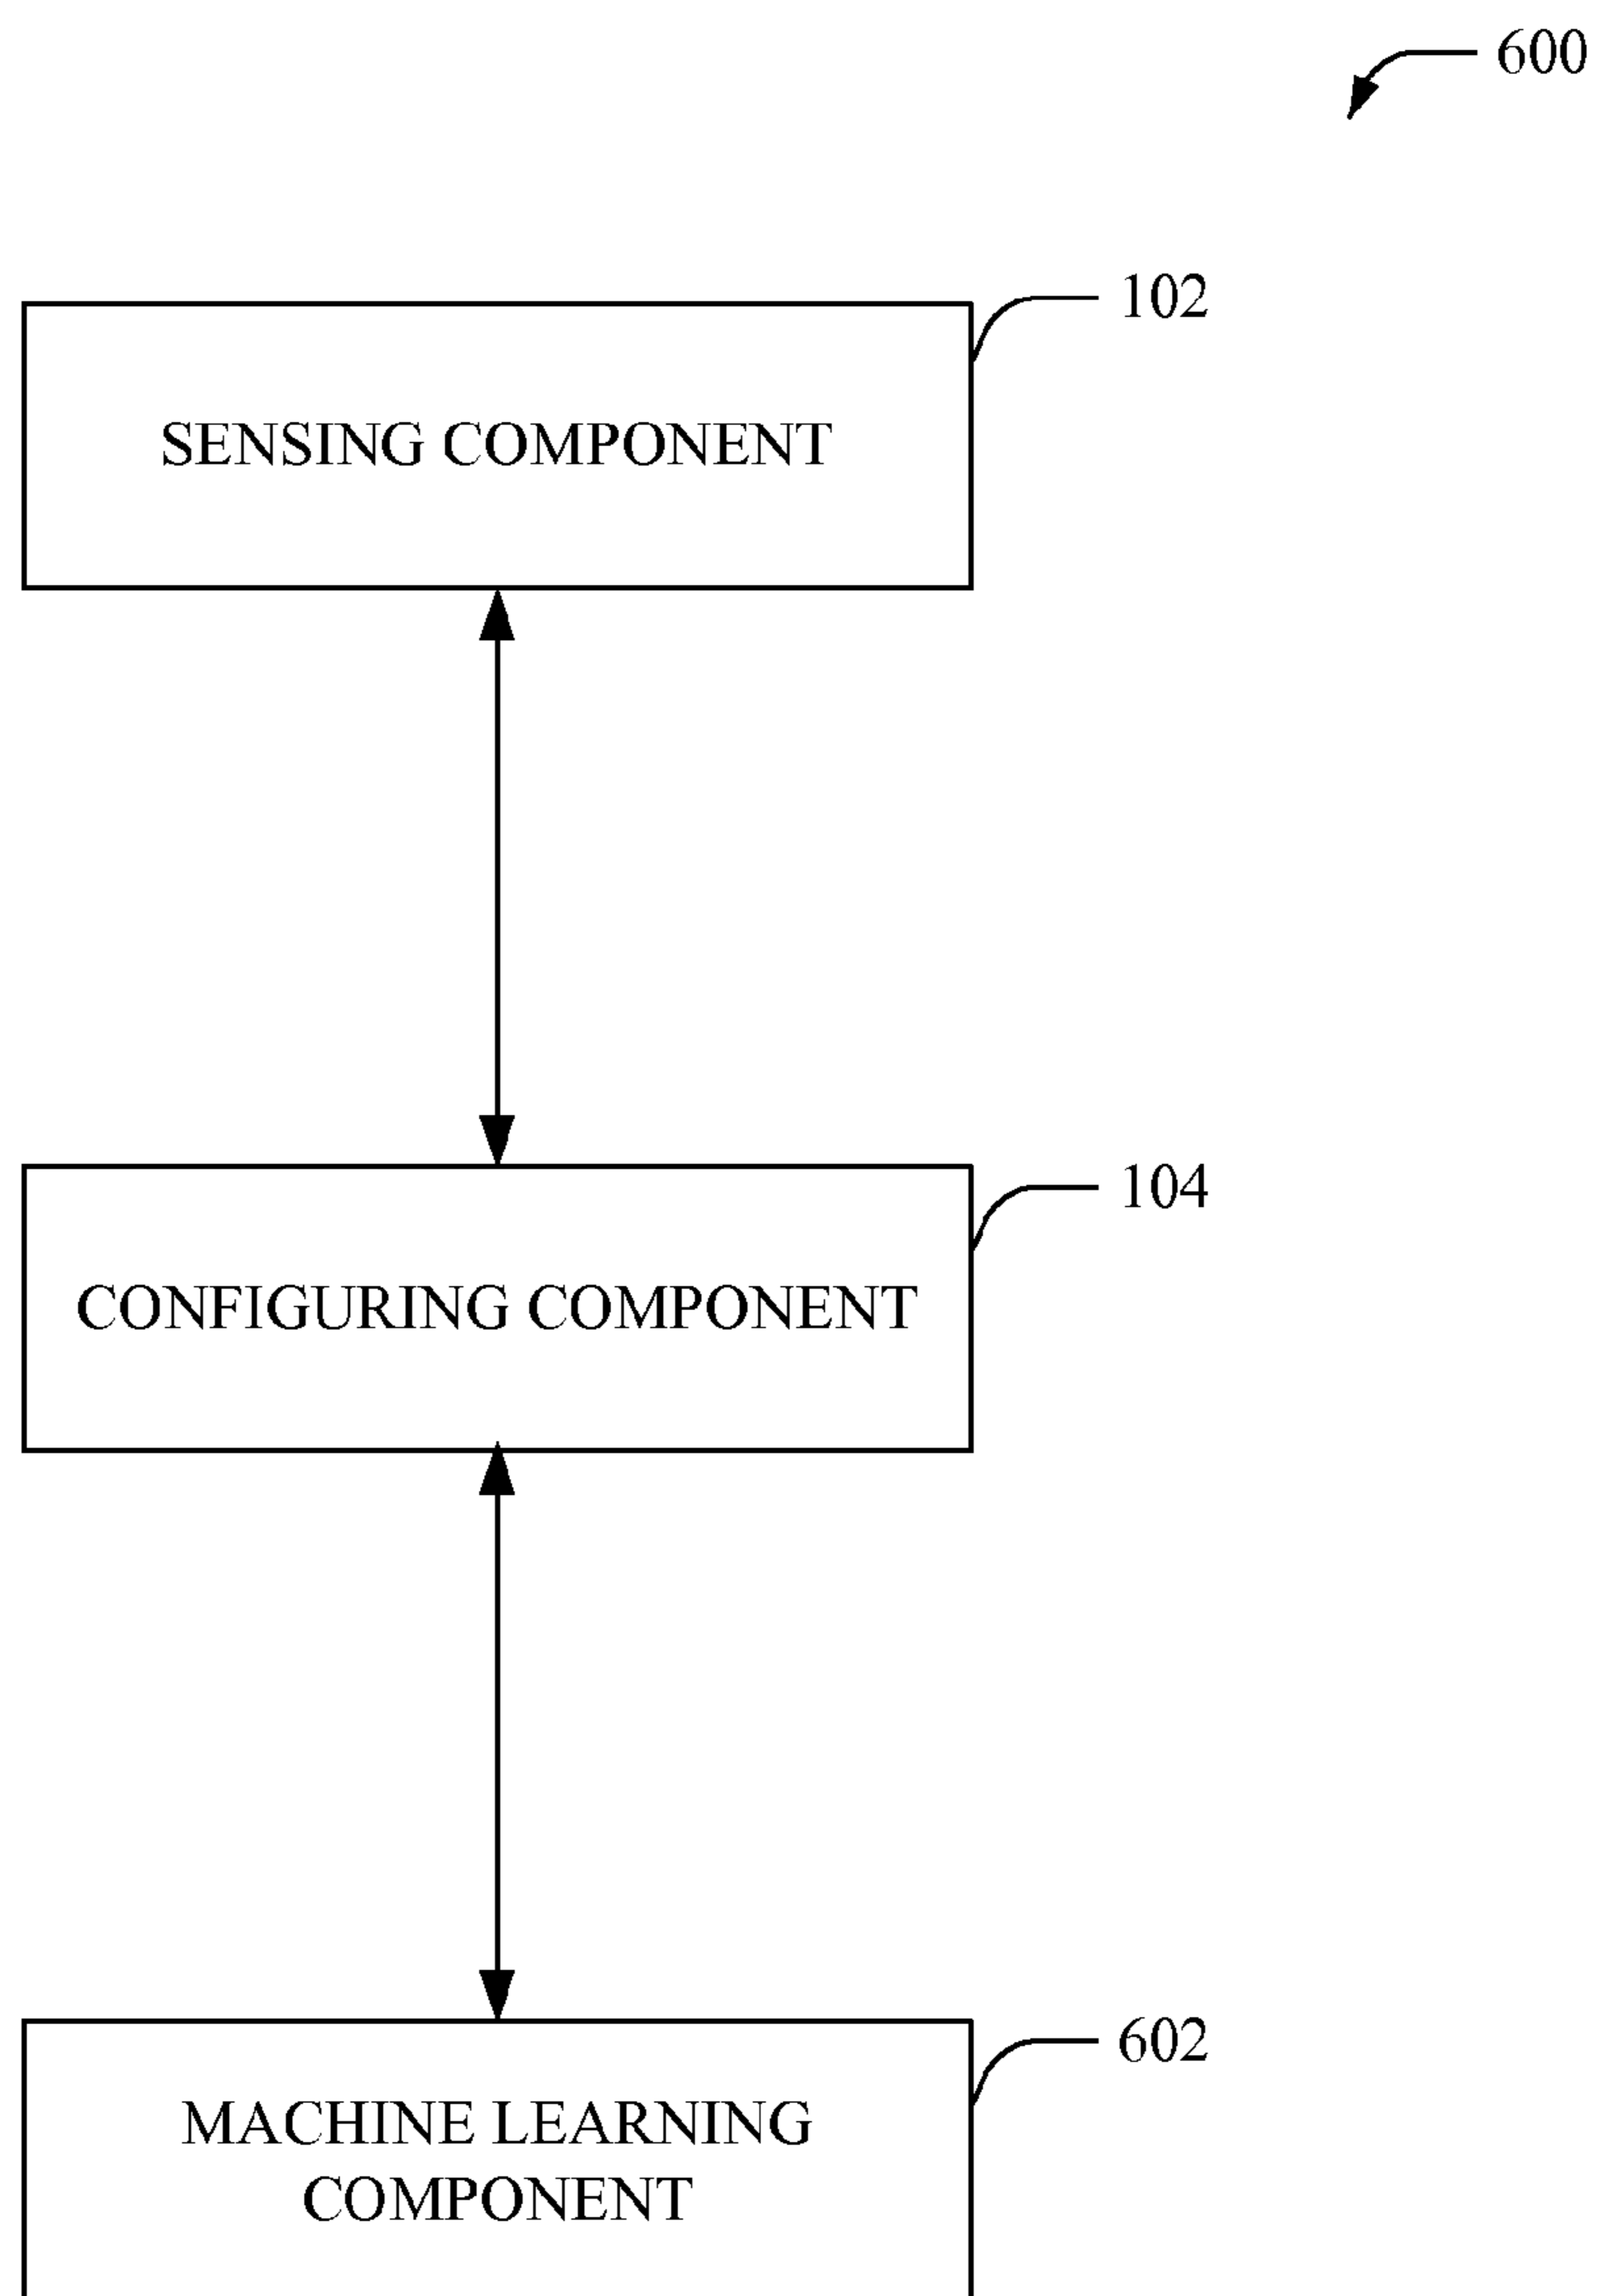 600
102
SENSING COMPONENT
104
CONFIGURING COMPONENT
602
MACHINE LEARNING
COMPONENT